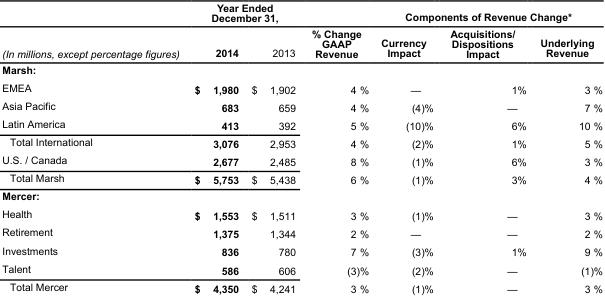 Year Ended
December 31,
Components of Revenue Change*
(In millions, except percentage figures) 2014 2013 % Change GAAP Revenue Currency Impact Acquisitions/ Dispositions Impact Underlying Revenue
Marsh:
EMEA $ 1,980 $ 1,902 4 % — 1% 3 %
Asia Pacific 683 659 4 % (4)% — 7 %
Latin America 413 392 5 % (10)% 6% 10 %
Total International 3,076 2,953 4 % (2)% 1% 5 %
U.S. / Canada 2,677 2,485 8 % (1)% 6% 3 %
Total Marsh $ 5,753 $ 5,438 6 % (1)% 3% 4 %
Mercer:
Health $ 1,553 $ 1,511 3 % (1)% — 3 %
Retirement 1,375 1,344 2 % — — 2 %
Investments 836 780 7 % (3)% 1% 9 %
Talent 586 606 (3)% (2)% — (1)%
Total Mercer $ 4,350 $ 4,241 3 % (1)% — 3 %